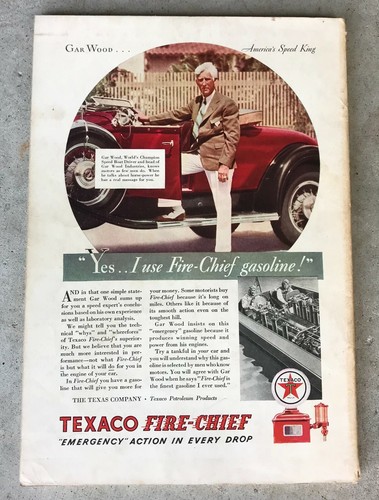 GAR WOOD . . .
America's Speed King
Gar Wood, World's Champion
Speed Boat Driver and head of
Gar Wood Industries, knows
motors as few men do. When
he talks about horse-power he
has a real message for you.
"Yes . . I use Fire-Chief gasoline!"
AND in that one simple state-
ment Gar Wood sums up
for you a speed expert's conclu-
sions based on his own experience
as well as laboratory analysis.
We might tell you the tech-
nical "whys" and "wherefores"
of Texaco Fire-Chief's superior-
ity. But we believe that you are
much more interested in per-
formance—not what Fire-Chief
is but what it will do for you in
the engine of your car.
In Fire-Chief you have a gaso-
line that will give you more for
your money. Some motorists buy
Fire-Chief because it's long on
miles. Others like it because of
its smooth action even on the
toughest hill.
Gar Wood insists on this
"emergency" gasoline because it
produces winning speed and
power from his engines.
Try a tankful in your car and
you will understand why this gas-
oline is selected by men who know
motors. You will agree with Gar
Wood when he says "Fire-Chief is
the finest gasoline I ever used."
THE TEXAS COMPANY · Texaco Petroleum Products
TEXACO
T
TEXACO FIRE-CHIEF
"EMERGENCY" ACTION IN EVERY DROP